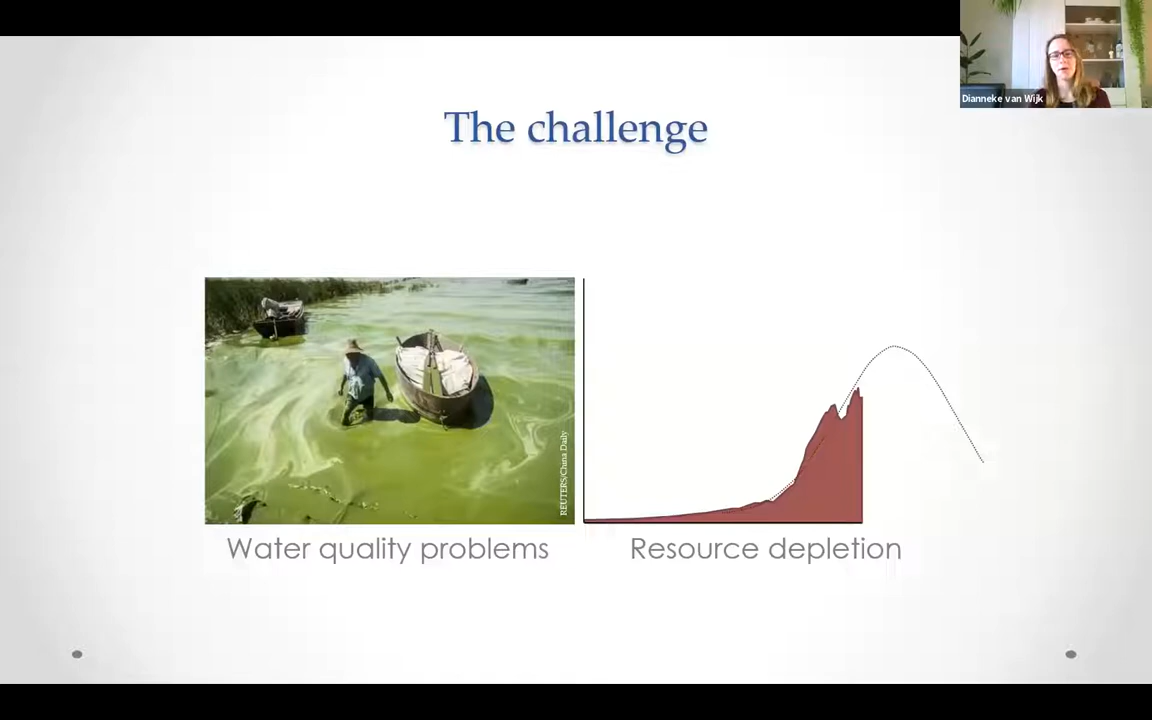 Dianneke van Wijk
The challenge
REUTERS/China Daily
Water quality problems
Resource depletion